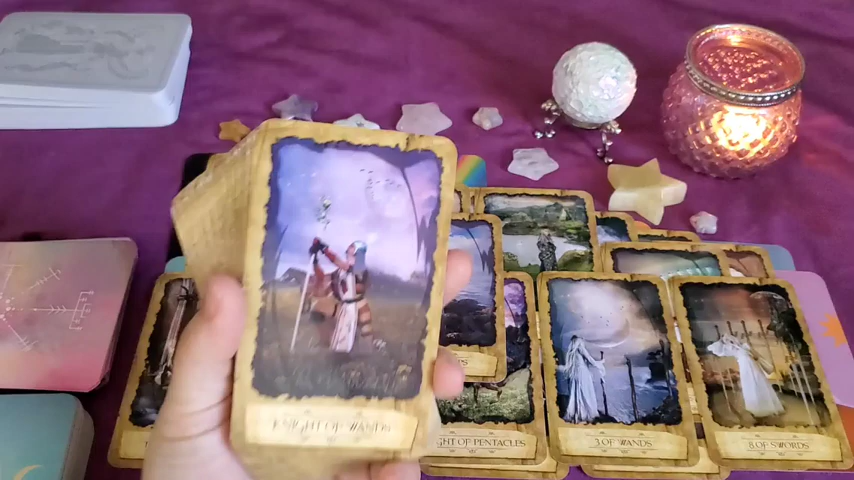 KNIGHT OF WANDS
GHT OF PENTACLES
3 OF WANDS
8 OF SWORDS